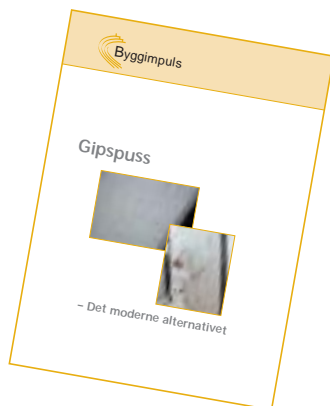 Byggimpuls
Gipspuss
– Det moderne alternativet